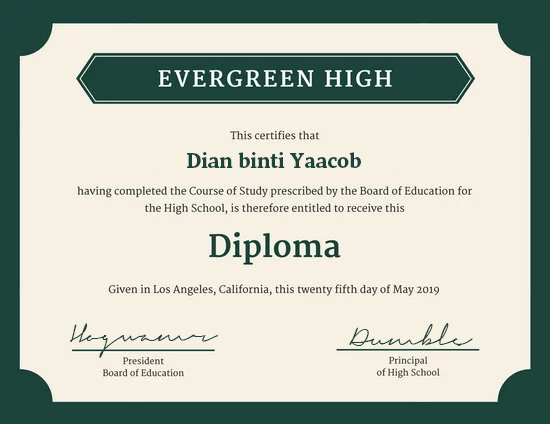 EVERGREEN HIGH
This certifies that
Dian binti Yaacob
having completed the Course of Study prescribed by the Board of Education for
the High School, is therefore entitled to receive this
Diploma
Given in Los Angeles, California, this twenty fifth day of May 2019
Dumble
President
Board of Education
Principal
of High School